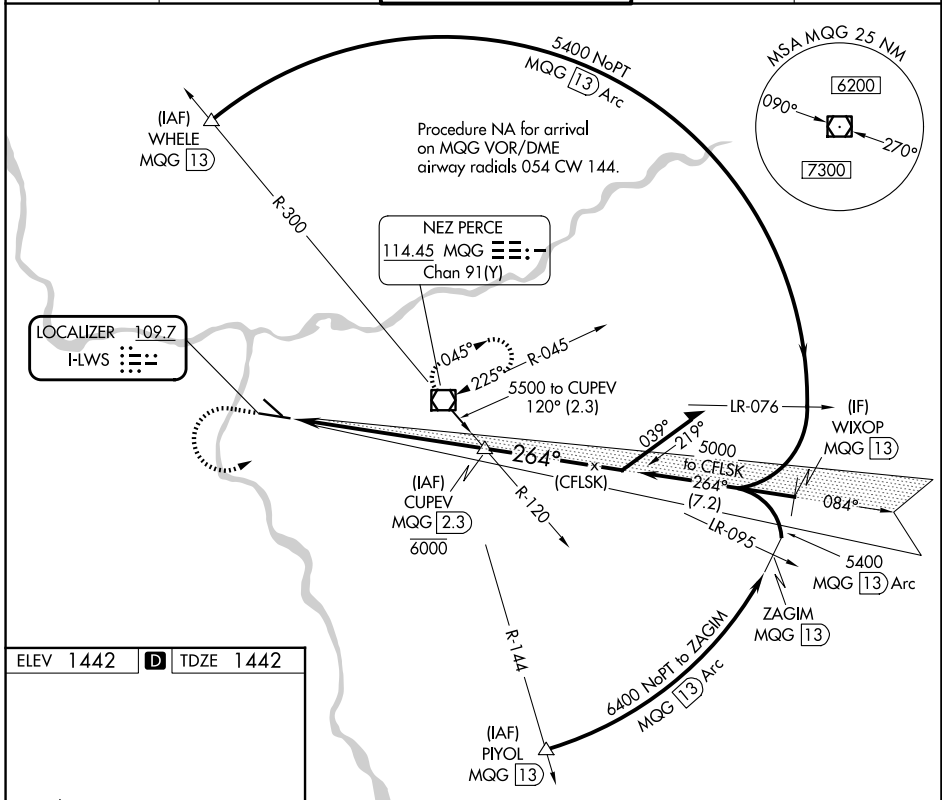 5400 NoPT
MQG 13 Arc
MSA MQG 25 NM
6200
090°
270°
7300
(IAF)
WHELE
MQG 13
Procedure NA for arrival
on MQG VOR/DME
airway radials 054 CW 144.
R-300
NEZ PERCE
114.45 MQG
Chan 91(Y)
LOCALIZER 109.7
I-LWS
045°
R-045
225°
5500 to CUPEV
120° (2.3)
LR-076
(IF)
WIXOP
MQG 13
039°
219°
5000
to CFLSK
264°
(7.2)
264°
(CFLSK)
084°
(IAF)
CUPEV
MQG 2.3
6000
R-120
LR-095
5400
MQG 13 Arc
ZAGIM
MQG 13
R-144
6400 NoPT to ZAGIM
MQG 13 Arc
(IAF)
PIYOL
MQG 13
ELEV 1442 D TDZE 1442